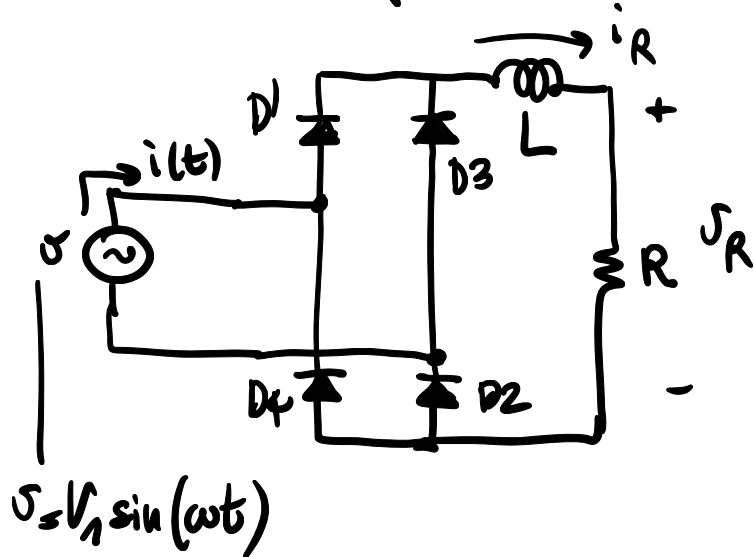 i_R
D1
i(t)
D3
L
+
v
v_R
R
D4
D2
-
v=V_1 sin(ωt)